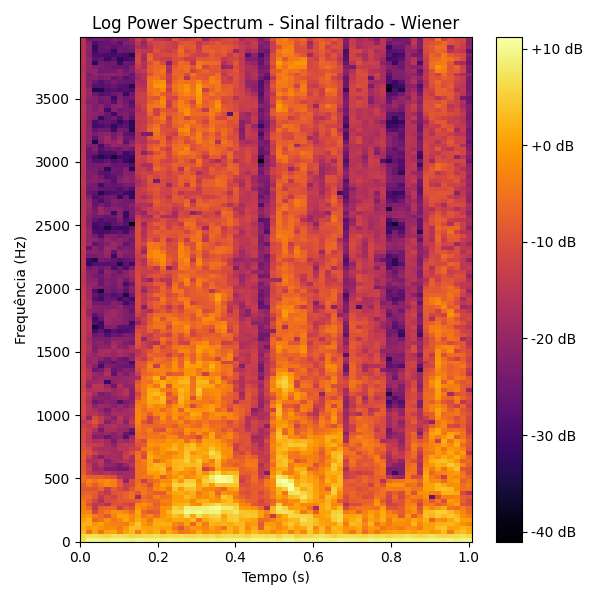 Log Power Spectrum - Sinal filtrado - Wiener
Frequência (Hz)
3500
3000
2500
2000
1500
1000
500
0
0.0
0.2
0.4
0.6
0.8
1.0
Tempo (s)
+10 dB
+0 dB
-10 dB
-20 dB
-30 dB
-40 dB